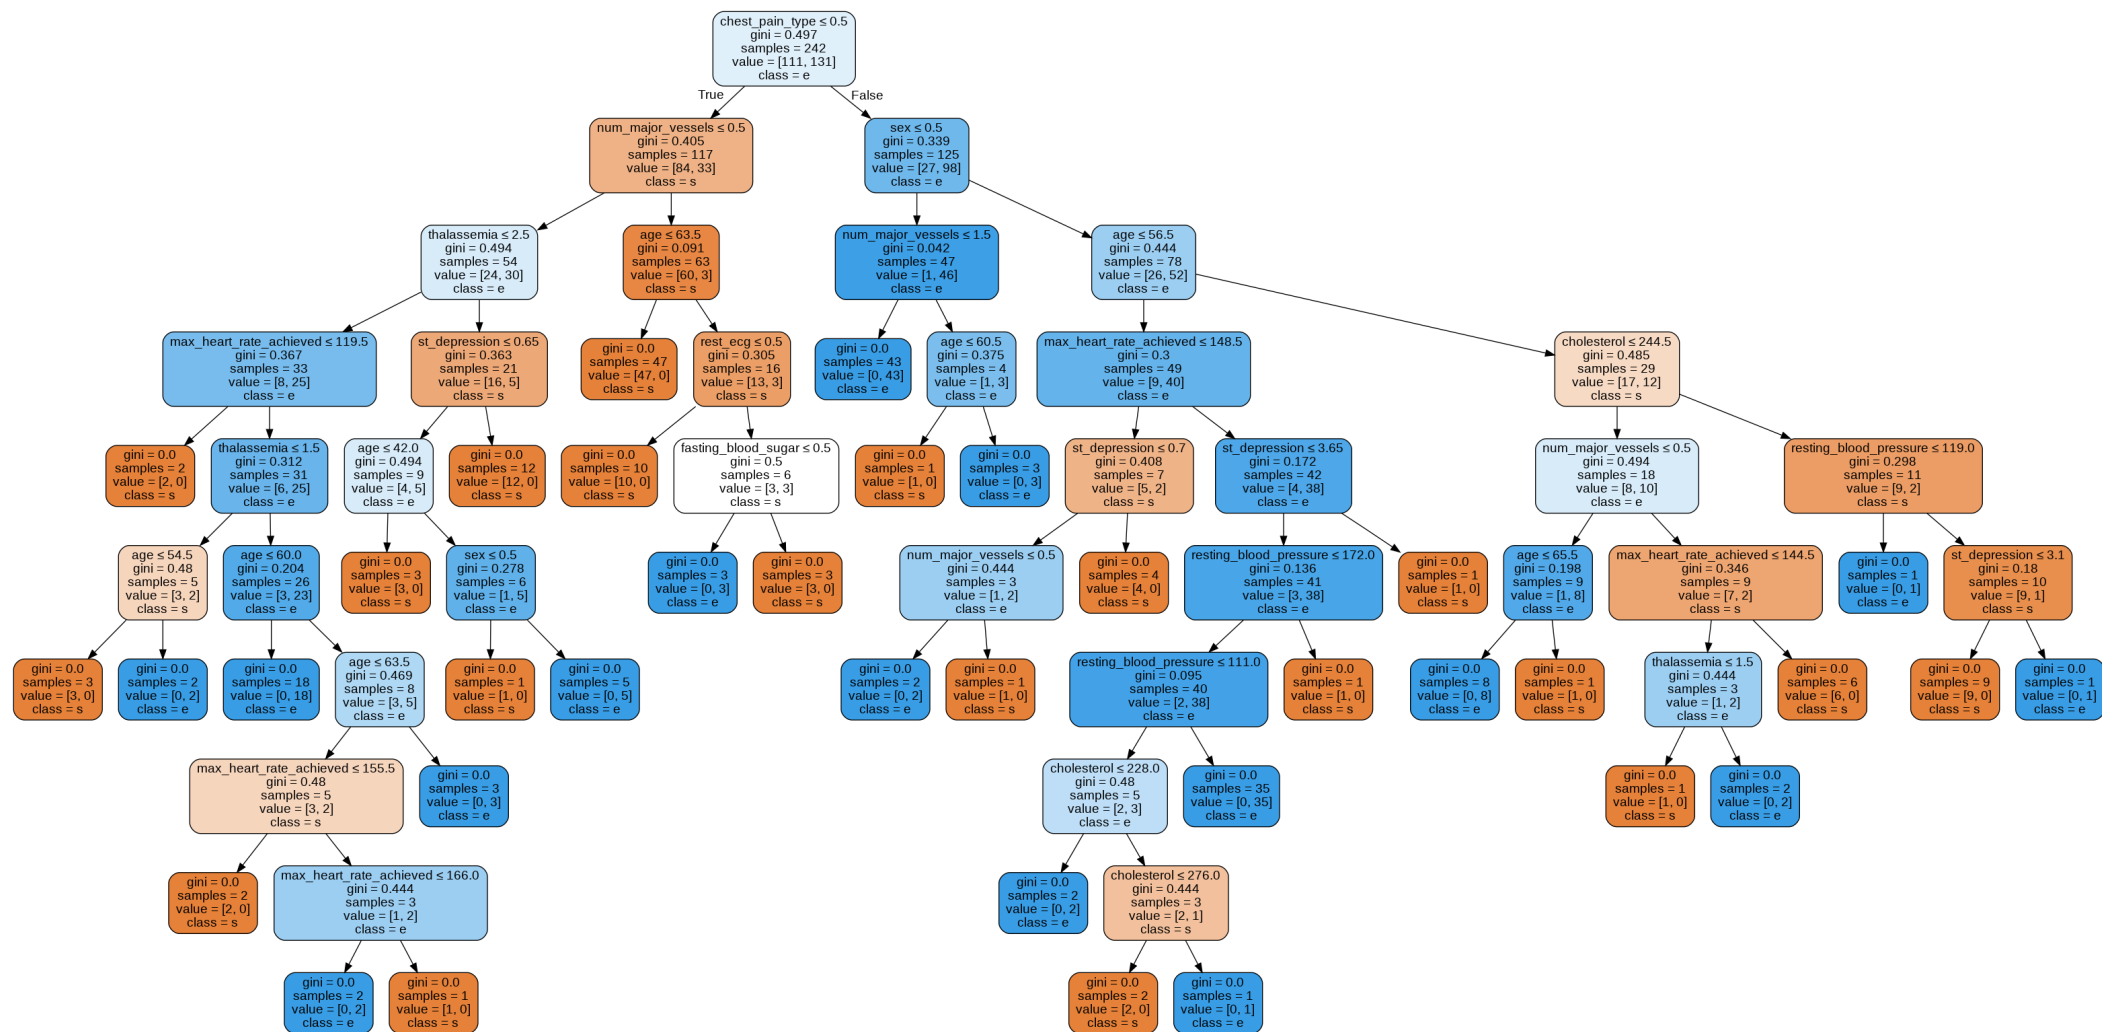 chest_pain_type ≤ 0.5
gini = 0.497
samples = 242
value = [111, 131]
class = e
True
False
num_major_vessels ≤ 0.5
gini = 0.405
samples = 117
value = [84, 33]
class = s
sex ≤ 0.5
gini = 0.339
samples = 125
value = [27, 98]
class = e
thalassemia ≤ 2.5
gini = 0.494
samples = 54
value = [24, 30]
class = e
age ≤ 63.5
gini = 0.091
samples = 63
value = [60, 3]
class = s
num_major_vessels ≤ 1.5
gini = 0.042
samples = 47
value = [1, 46]
class = e
age ≤ 56.5
gini = 0.444
samples = 78
value = [26, 52]
class = e
max_heart_rate_achieved ≤ 119.5
gini = 0.367
samples = 33
value = [8, 25]
class = e
st_depression ≤ 0.65
gini = 0.363
samples = 21
value = [16, 5]
class = s
gini = 0.0
samples = 47
value = [47, 0]
class = s
rest_ecg ≤ 0.5
gini = 0.305
samples = 16
value = [13, 3]
class = s
gini = 0.0
samples = 43
value = [0, 43]
class = e
age ≤ 60.5
gini = 0.375
samples = 4
value = [1, 3]
class = e
max_heart_rate_achieved ≤ 148.5
gini = 0.3
samples = 49
value = [9, 40]
class = e
cholesterol ≤ 244.5
gini = 0.485
samples = 29
value = [17, 12]
class = s
gini = 0.0
samples = 2
value = [2, 0]
class = s
thalassemia ≤ 1.5
gini = 0.312
samples = 31
value = [6, 25]
class = e
age ≤ 42.0
gini = 0.494
samples = 9
value = [4, 5]
class = e
gini = 0.0
samples = 12
value = [12, 0]
class = s
gini = 0.0
samples = 10
value = [10, 0]
class = s
fasting_blood_sugar ≤ 0.5
gini = 0.5
samples = 6
value = [3, 3]
class = s
gini = 0.0
samples = 1
value = [1, 0]
class = s
gini = 0.0
samples = 3
value = [0, 3]
class = e
st_depression ≤ 0.7
gini = 0.408
samples = 7
value = [5, 2]
class = s
st_depression ≤ 3.65
gini = 0.172
samples = 42
value = [4, 38]
class = e
num_major_vessels ≤ 0.5
gini = 0.494
samples = 18
value = [8, 10]
class = e
resting_blood_pressure ≤ 119.0
gini = 0.298
samples = 11
value = [9, 2]
class = s
age ≤ 54.5
gini = 0.48
samples = 5
value = [3, 2]
class = s
age ≤ 60.0
gini = 0.204
samples = 26
value = [3, 23]
class = e
gini = 0.0
samples = 3
value = [3, 0]
class = s
sex ≤ 0.5
gini = 0.278
samples = 6
value = [1, 5]
class = e
gini = 0.0
samples = 3
value = [0, 3]
class = e
gini = 0.0
samples = 3
value = [3, 0]
class = s
num_major_vessels ≤ 0.5
gini = 0.444
samples = 3
value = [1, 2]
class = e
gini = 0.0
samples = 4
value = [4, 0]
class = s
resting_blood_pressure ≤ 172.0
gini = 0.136
samples = 41
value = [3, 38]
class = e
gini = 0.0
samples = 1
value = [1, 0]
class = s
age ≤ 65.5
gini = 0.198
samples = 9
value = [1, 8]
class = e
max_heart_rate_achieved ≤ 144.5
gini = 0.346
samples = 9
value = [7, 2]
class = s
gini = 0.0
samples = 1
value = [0, 1]
class = e
st_depression ≤ 3.1
gini = 0.18
samples = 10
value = [9, 1]
class = s
gini = 0.0
samples = 3
value = [3, 0]
class = s
gini = 0.0
samples = 2
value = [0, 2]
class = e
gini = 0.0
samples = 18
value = [0, 18]
class = e
age ≤ 63.5
gini = 0.469
samples = 8
value = [3, 5]
class = e
gini = 0.0
samples = 1
value = [1, 0]
class = s
gini = 0.0
samples = 5
value = [0, 5]
class = e
gini = 0.0
samples = 2
value = [0, 2]
class = e
gini = 0.0
samples = 1
value = [1, 0]
class = s
resting_blood_pressure ≤ 111.0
gini = 0.095
samples = 40
value = [2, 38]
class = e
gini = 0.0
samples = 1
value = [1, 0]
class = s
gini = 0.0
samples = 8
value = [0, 8]
class = e
gini = 0.0
samples = 1
value = [1, 0]
class = s
thalassemia ≤ 1.5
gini = 0.444
samples = 3
value = [1, 2]
class = e
gini = 0.0
samples = 6
value = [6, 0]
class = s
gini = 0.0
samples = 9
value = [9, 0]
class = s
gini = 0.0
samples = 1
value = [0, 1]
class = e
max_heart_rate_achieved ≤ 155.5
gini = 0.48
samples = 5
value = [3, 2]
class = s
gini = 0.0
samples = 3
value = [0, 3]
class = e
cholesterol ≤ 228.0
gini = 0.48
samples = 5
value = [2, 3]
class = e
gini = 0.0
samples = 35
value = [0, 35]
class = e
gini = 0.0
samples = 1
value = [1, 0]
class = s
gini = 0.0
samples = 2
value = [0, 2]
class = e
gini = 0.0
samples = 2
value = [2, 0]
class = s
max_heart_rate_achieved ≤ 166.0
gini = 0.444
samples = 3
value = [1, 2]
class = e
gini = 0.0
samples = 2
value = [0, 2]
class = e
cholesterol ≤ 276.0
gini = 0.444
samples = 3
value = [2, 1]
class = s
gini = 0.0
samples = 2
value = [0, 2]
class = e
gini = 0.0
samples = 1
value = [1, 0]
class = s
gini = 0.0
samples = 2
value = [2, 0]
class = s
gini = 0.0
samples = 1
value = [0, 1]
class = e